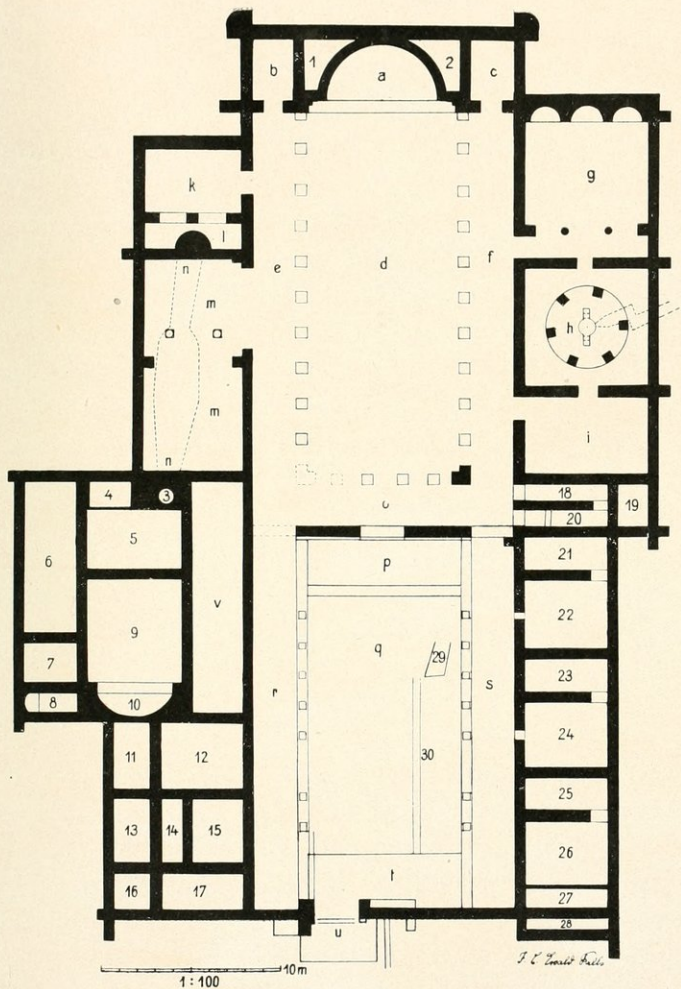 b 1 a 2 c
k g
l
e d f
n
m
h
m
n i
4 3 o 18 19
20
5
6 p 21
v
9 q 29 22
7 r s 23
8 10
30 24
11 12
25
13 14 15
26
t
16 17 27
u 28
10 m
1 : 100